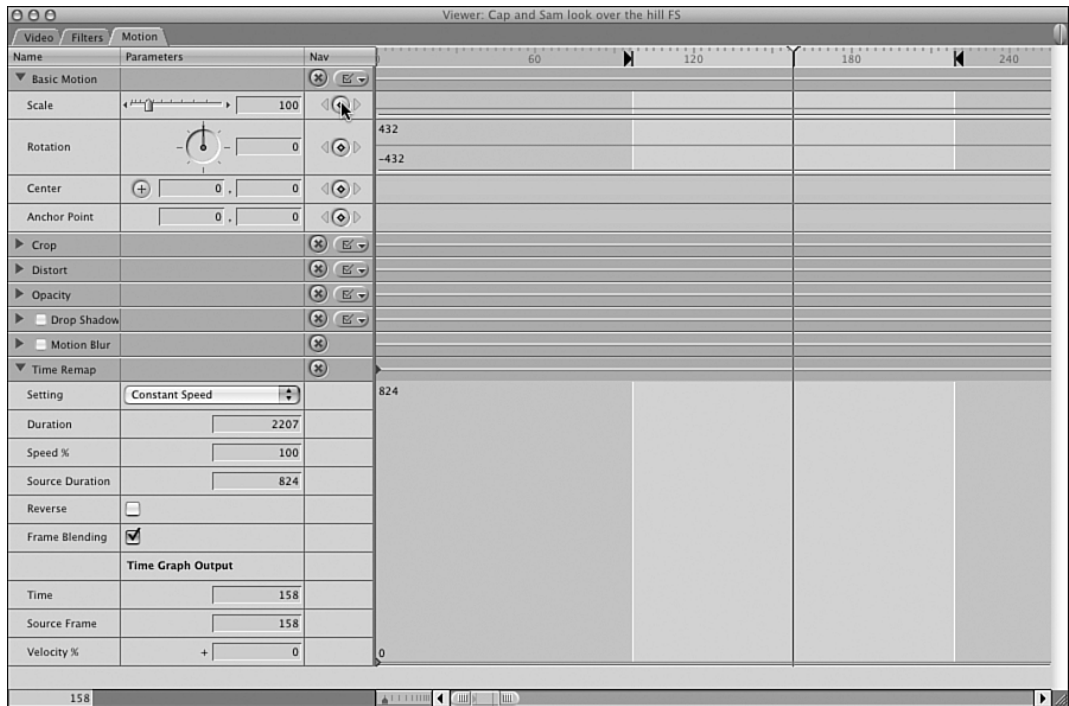 Viewer: Cap and Sam look over the hill FS
Video Filters Motion
Name Parameters Nav
60 120 180 240
Basic Motion
Scale 100
Rotation 0
432
-432
Center 0 , 0
Anchor Point 0 , 0
Crop
Distort
Opacity
Drop Shadow
Motion Blur
Time Remap
Setting Constant Speed 824
Duration 2207
Speed % 100
Source Duration 824
Reverse
Frame Blending
Time Graph Output
Time 158
Source Frame 158
Velocity % + 0 0
158